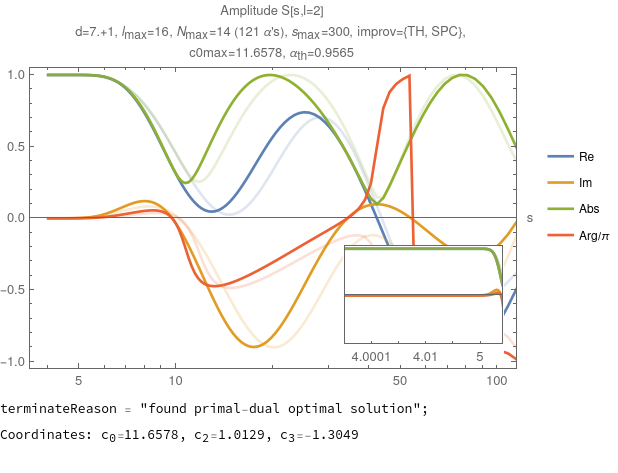 Amplitude S[s,l=2]
d=7.+1, lmax=16, Nmax=14 (121 α's), smax=300, improv={TH, SPC},
c0max=11.6578, αth=0.9565
1.0
0.5
0.0
-0.5
-1.0
s
Re
Im
Abs
Arg/π
4.0001 4.01 5
5 10 50 100
terminateReason = "found primal-dual optimal solution";
Coordinates: c0=11.6578, c2=1.0129, c3=-1.3049